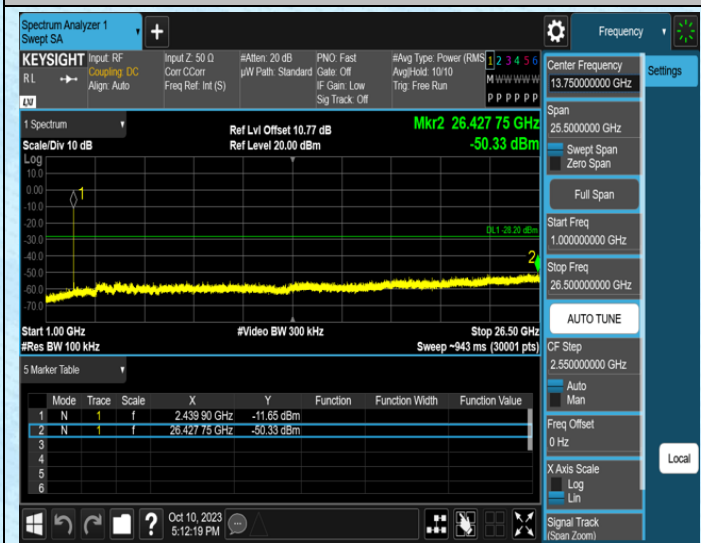 Spectrum Analyzer 1
Swept SA
+
Frequency
KEYSIGHT
RL
LXI
Input: RF
Coupling: DC
Align: Auto
Input Z: 50 Ω
Corr CCorr
Freq Ref: Int (S)
#Atten: 20 dB
µW Path: Standard
PNO: Fast
Gate: Off
IF Gain: Low
Sig Track: Off
#Avg Type: Power (RMS
Avg|Hold: 10/10
Trig: Free Run
1 2 3 4 5 6
M W W W W W
P P P P P P
Center Frequency
13.750000000 GHz
Settings
1 Spectrum
Scale/Div 10 dB
Ref Lvl Offset 10.77 dB
Ref Level 20.00 dBm
Mkr2 26.427 75 GHz
-50.33 dBm
Span
25.5000000 GHz
Swept Span
Zero Span
Full Span
Start Freq
1.000000000 GHz
Stop Freq
26.500000000 GHz
AUTO TUNE
CF Step
2.550000000 GHz
Auto
Man
Freq Offset
0 Hz
X Axis Scale
Log
Lin
Signal Track
(Span Zoom)
Local
Log
10.0
0.00
-10.0
-20.0
-30.0
-40.0
-50.0
-60.0
-70.0
1
DL1 -28.20 dBm
2
Start 1.00 GHz
#Res BW 100 kHz
#Video BW 300 kHz
Stop 26.50 GHz
Sweep ~943 ms (30001 pts)
5 Marker Table
Mode Trace Scale X Y Function Function Width Function Value
1 N 1 f 2.439 90 GHz -11.65 dBm
2 N 1 f 26.427 75 GHz -50.33 dBm
3
4
5
6
?
Oct 10, 2023
5:12:19 PM